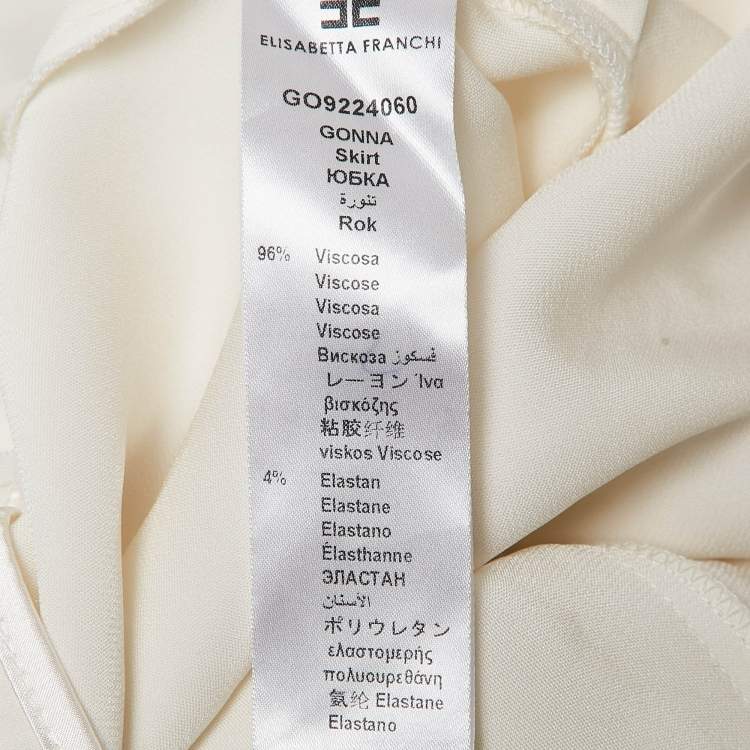 ELISABETTA FRANCHI
GO9224060
GONNA
Skirt
ЮБКА
تنورة
Rok
96% Viscosa
Viscose
Viscosa
Viscose
Вискоза فسكوز
レーヨン Ίνα
βισκόζης
粘胶纤维
viskos Viscose
4% Elastan
Elastane
Elastano
Élasthanne
ЭЛАСТАН
الأستان
ポリウレタン
ελαστομερής
πολυουρεθάνη
氨纶 Elastane
Elastano